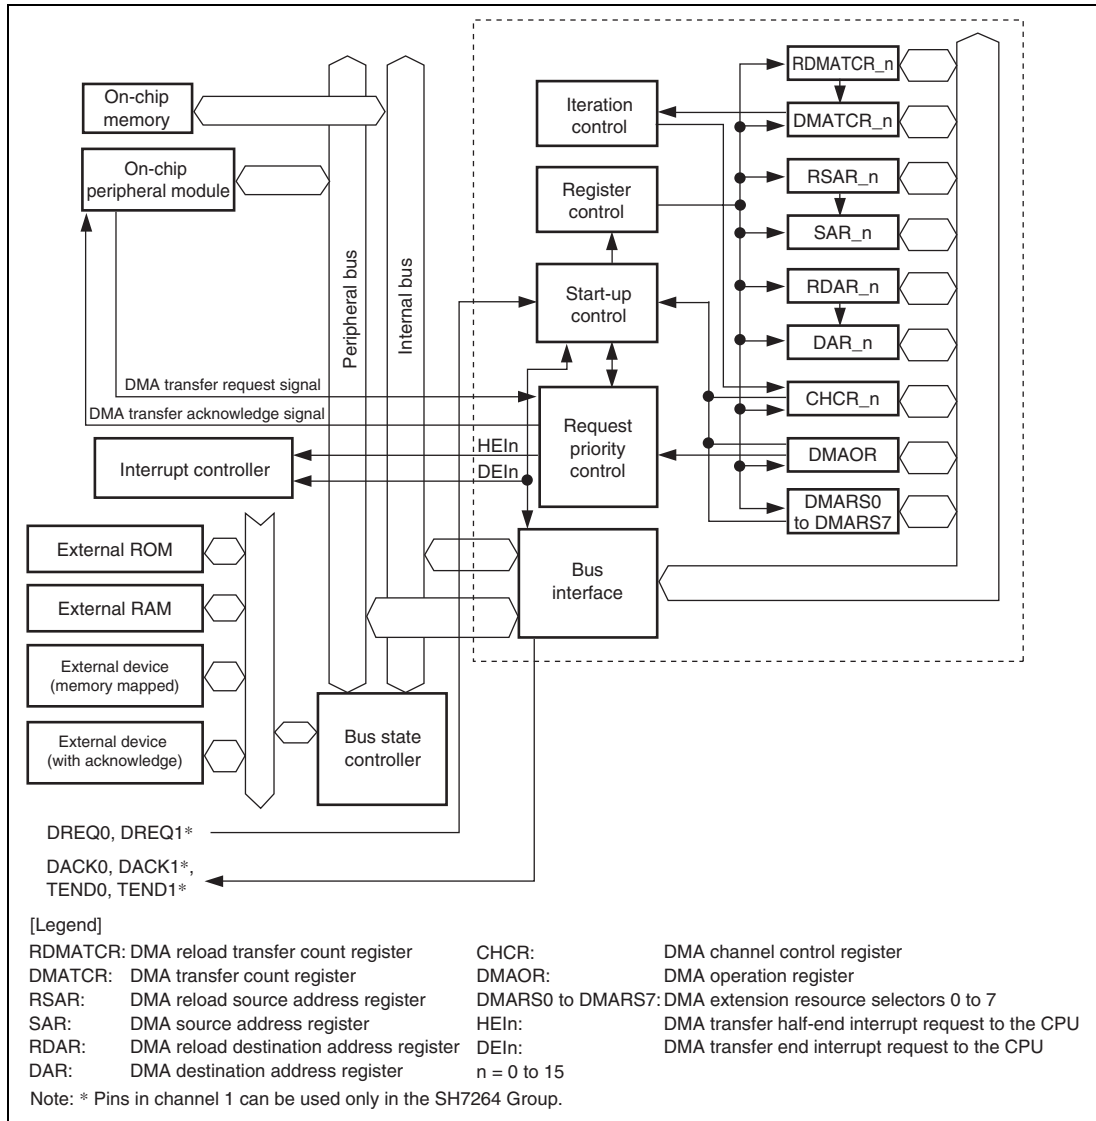 On-chip
memory
On-chip
peripheral module
Peripheral bus
Internal bus
DMA transfer request signal
DMA transfer acknowledge signal
Interrupt controller
HEIn
DEIn
External ROM
External RAM
External device
(memory mapped)
External device
(with acknowledge)
Bus state
controller
Iteration
control
Register
control
Start-up
control
Request
priority
control
Bus
interface
RDMATCR_n
DMATCR_n
RSAR_n
SAR_n
RDAR_n
DAR_n
CHCR_n
DMAOR
DMARS0
to DMARS7
DREQ0, DREQ1*
DACK0, DACK1*,
TEND0, TEND1*
[Legend]
RDMATCR: DMA reload transfer count register
DMATCR: DMA transfer count register
RSAR: DMA reload source address register
SAR: DMA source address register
RDAR: DMA reload destination address register
DAR: DMA destination address register
CHCR: DMA channel control register
DMAOR: DMA operation register
DMARS0 to DMARS7: DMA extension resource selectors 0 to 7
HEIn: DMA transfer half-end interrupt request to the CPU
DEIn: DMA transfer end interrupt request to the CPU
n = 0 to 15
Note: * Pins in channel 1 can be used only in the SH7264 Group.